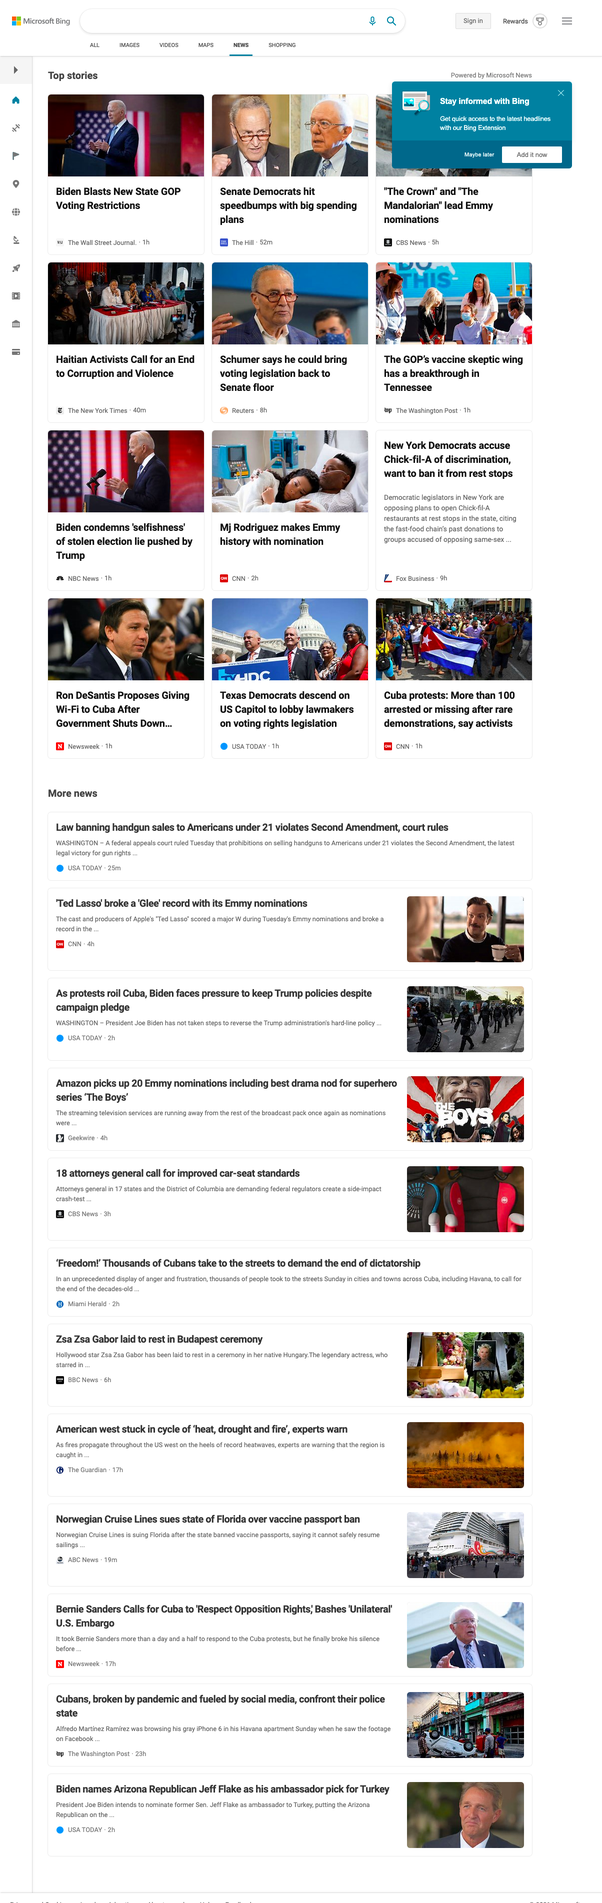 Microsoft Bing
Sign in
Rewards
ALL
IMAGES
VIDEOS
MAPS
NEWS
SHOPPING
Top stories
Powered by Microsoft News
Stay informed with Bing
Get quick access to the latest headlines
with our Bing Extension
Maybe later
Add it now
Biden Blasts New State GOP
Voting Restrictions
The Wall Street Journal. · 1h
Senate Democrats hit
speedbumps with big spending
plans
The Hill · 52m
"The Crown" and "The
Mandalorian" lead Emmy
nominations
CBS News · 5h
Haitian Activists Call for an End
to Corruption and Violence
The New York Times · 40m
Schumer says he could bring
voting legislation back to
Senate floor
Reuters · 8h
THIS
The GOP's vaccine skeptic wing
has a breakthrough in
Tennessee
The Washington Post · 1h
Biden condemns 'selfishness'
of stolen election lie pushed by
Trump
NBC News · 1h
Mj Rodriguez makes Emmy
history with nomination
CNN · 2h
New York Democrats accuse
Chick-fil-A of discrimination,
want to ban it from rest stops
Democratic legislators in New York are
opposing plans to open Chick-fil-A
restaurants at rest stops in the state, citing
the fast-food chain's past donations to
groups accused of opposing same-sex ...
Fox Business · 9h
Ron DeSantis Proposes Giving
Wi-Fi to Cuba After
Government Shuts Down...
Newsweek · 1h
Texas Democrats descend on
US Capitol to lobby lawmakers
on voting rights legislation
USA TODAY · 1h
Cuba protests: More than 100
arrested or missing after rare
demonstrations, say activists
CNN · 1h
More news
Law banning handgun sales to Americans under 21 violates Second Amendment, court rules
WASHINGTON – A federal appeals court ruled Tuesday that prohibitions on selling handguns to Americans under 21 violates the Second Amendment, the latest
legal victory for gun rights ...
USA TODAY · 25m
'Ted Lasso' broke a 'Glee' record with its Emmy nominations
The cast and producers of Apple's "Ted Lasso" scored a major W during Tuesday's Emmy nominations and broke a
record in the ...
CNN · 4h
As protests roil Cuba, Biden faces pressure to keep Trump policies despite
campaign pledge
WASHINGTON – President Joe Biden has not taken steps to reverse the Trump administration's hard-line policy ...
USA TODAY · 2h
Amazon picks up 20 Emmy nominations including best drama nod for superhero
series 'The Boys'
The streaming television services are running away from the rest of the broadcast pack once again as nominations
were ...
Geekwire · 4h
THE
BOYS
18 attorneys general call for improved car-seat standards
Attorneys general in 17 states and the District of Columbia are demanding federal regulators create a side-impact
crash-test ...
CBS News · 3h
'Freedom!' Thousands of Cubans take to the streets to demand the end of dictatorship
In an unprecedented display of anger and frustration, thousands of people took to the streets Sunday in cities and towns across Cuba, including Havana, to call for
the end of the decades-old ...
Miami Herald · 2h
Zsa Zsa Gabor laid to rest in Budapest ceremony
Hollywood star Zsa Zsa Gabor has been laid to rest in a ceremony in her native Hungary.The legendary actress, who
starred in ...
BBC News · 6h
American west stuck in cycle of 'heat, drought and fire', experts warn
As fires propagate throughout the US west on the heels of record heatwaves, experts are warning that the region is
caught in ...
The Guardian · 17h
Norwegian Cruise Lines sues state of Florida over vaccine passport ban
Norwegian Cruise Lines is suing Florida after the state banned vaccine passports, saying it cannot safely resume
sailings ...
ABC News · 19m
Bernie Sanders Calls for Cuba to 'Respect Opposition Rights,' Bashes 'Unilateral'
U.S. Embargo
It took Bernie Sanders more than a day and a half to respond to the Cuba protests, but he finally broke his silence
before ...
Newsweek · 17h
Cubans, broken by pandemic and fueled by social media, confront their police
state
Alfredo Martínez Ramírez was browsing his gray iPhone 6 in his Havana apartment Sunday when he saw the footage
on Facebook ...
The Washington Post · 23h
Biden names Arizona Republican Jeff Flake as his ambassador pick for Turkey
President Joe Biden intends to nominate former Sen. Jeff Flake as ambassador to Turkey, putting the Arizona
Republican on the ...
USA TODAY · 2h